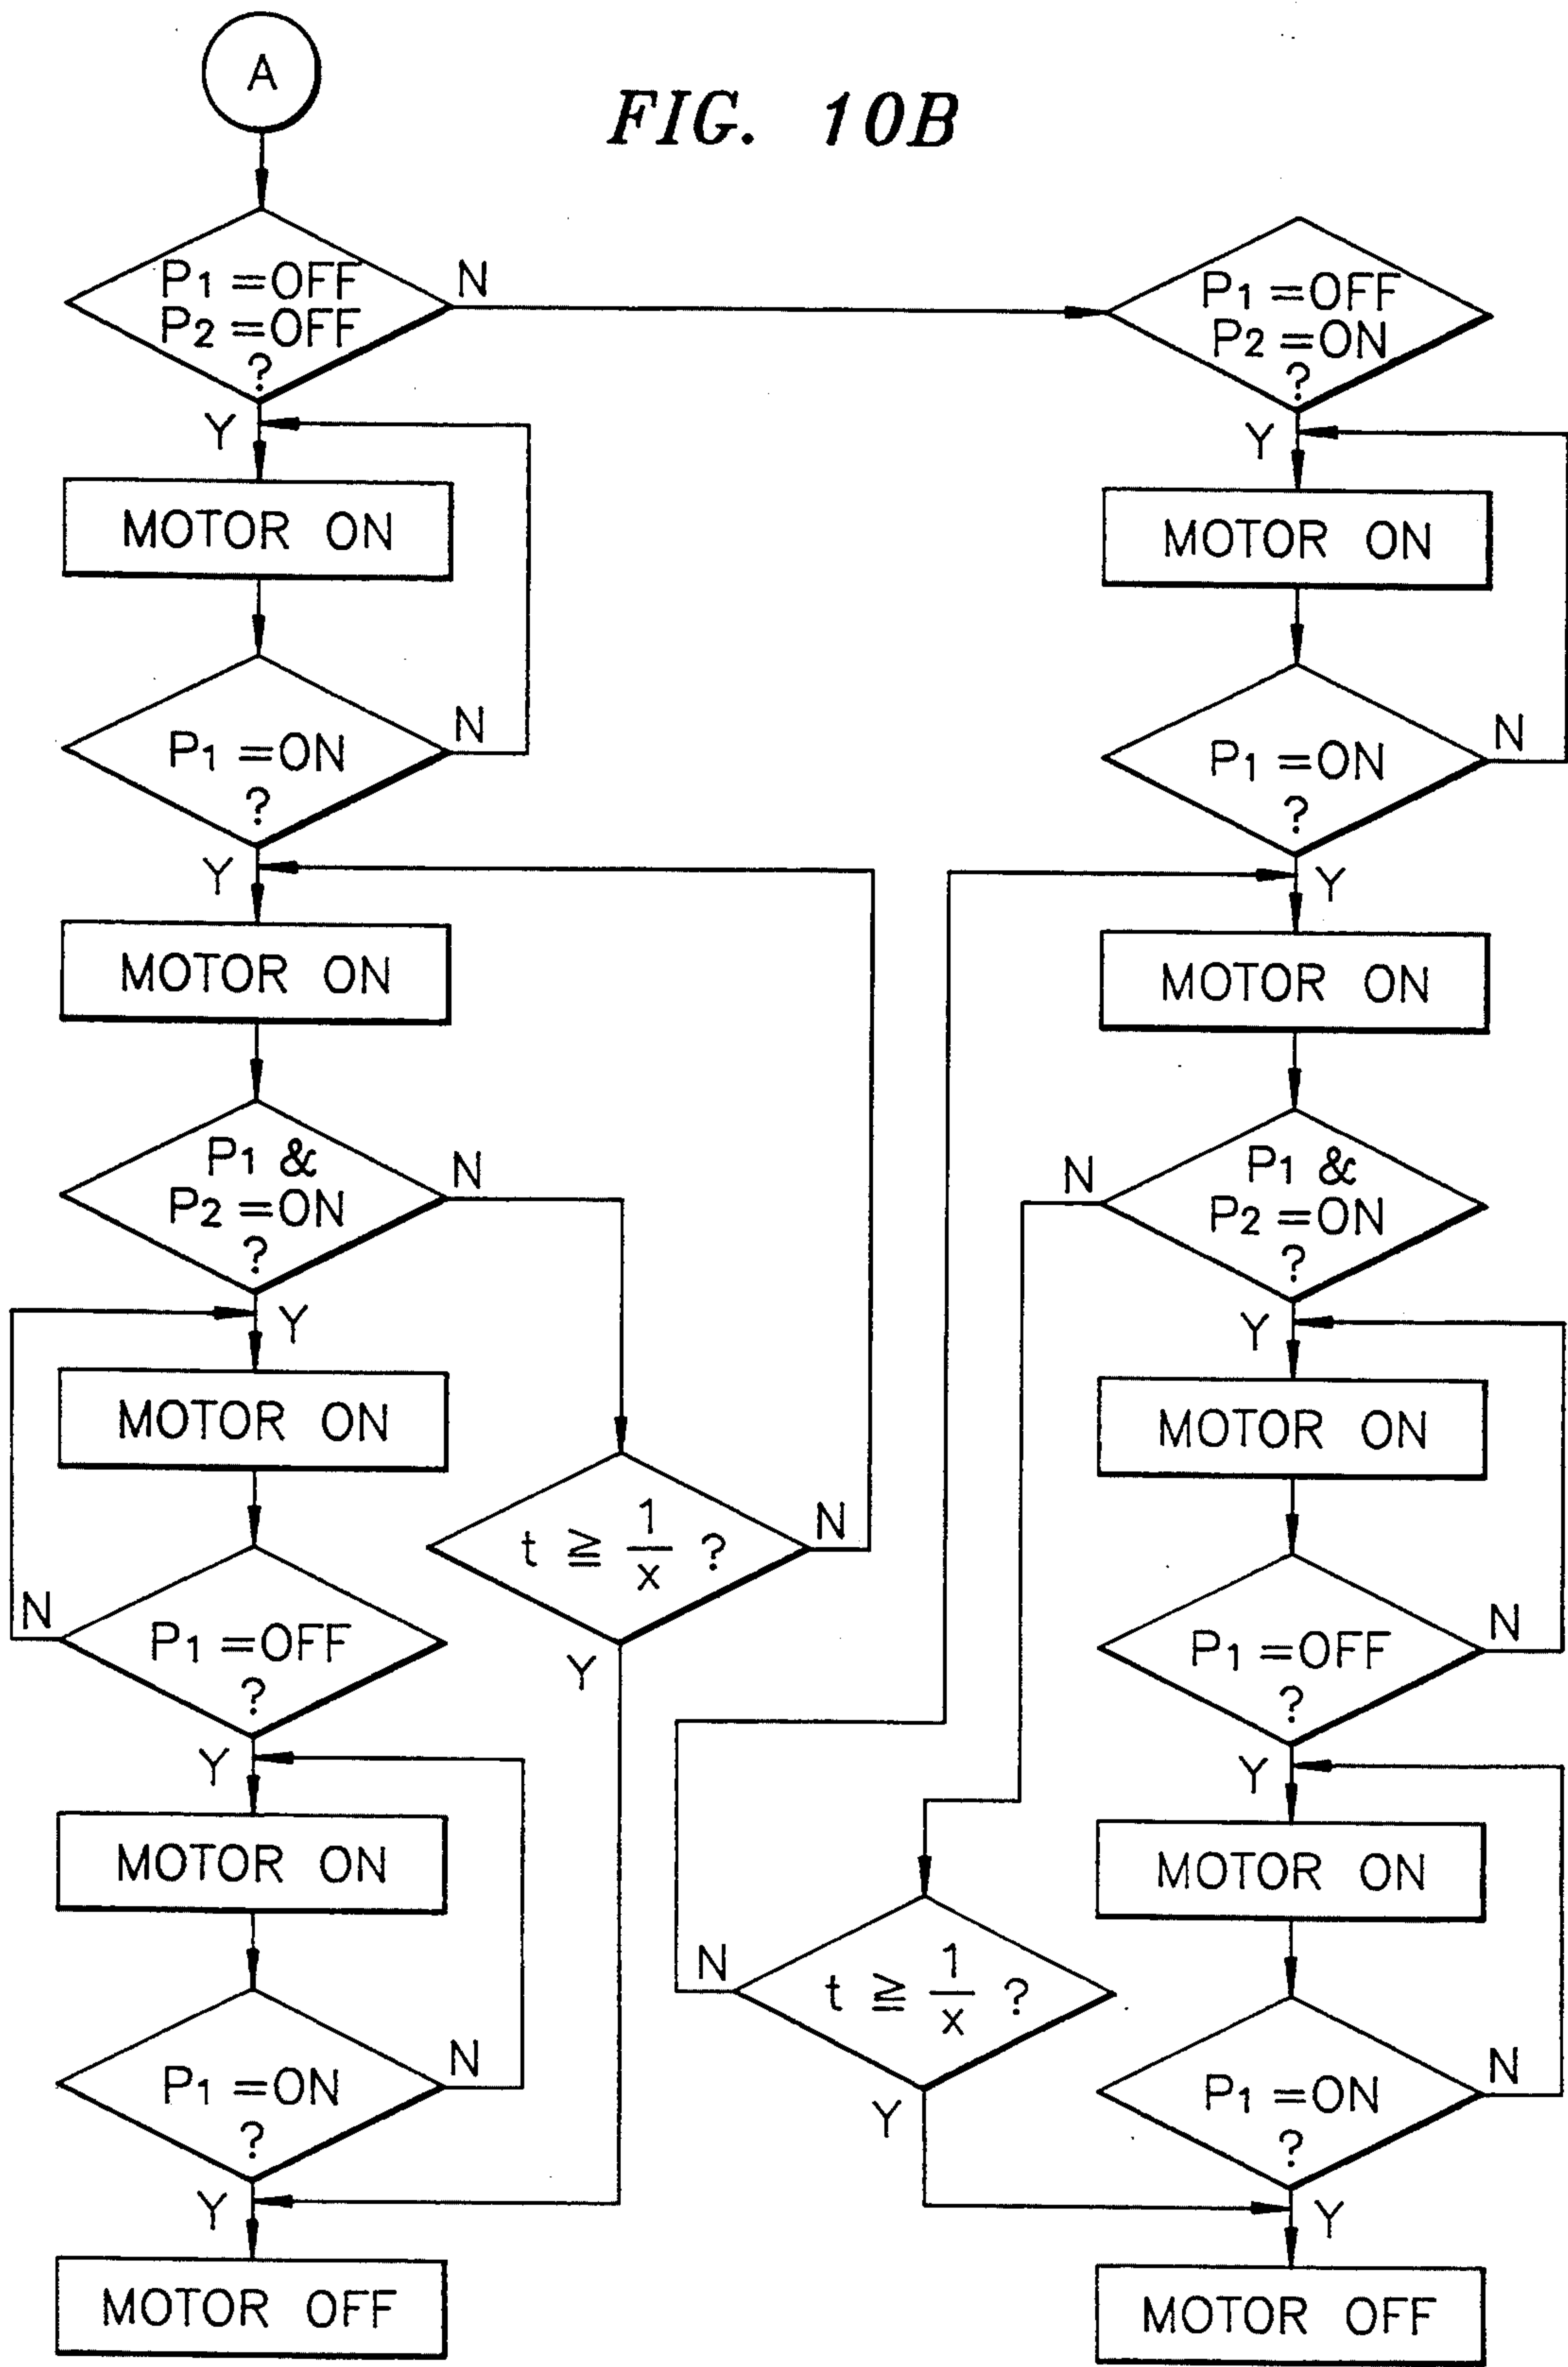 A
FIG. 10B
P1 =OFF
P2 =OFF
?
N
Y
MOTOR ON
P1 =ON
?
N
Y
MOTOR ON
P1 &
P2 =ON
?
N
Y
MOTOR ON
P1 =OFF
?
N
Y
MOTOR ON
P1 =ON
?
N
Y
MOTOR OFF
t ≧ 1/x ?
N
Y
P1 =OFF
P2 =ON
?
Y
MOTOR ON
P1 =ON
?
N
Y
MOTOR ON
P1 &
P2 =ON
?
N
Y
MOTOR ON
P1 =OFF
?
N
Y
MOTOR ON
P1 =ON
?
N
Y
MOTOR OFF
t ≧ 1/x ?
N
Y